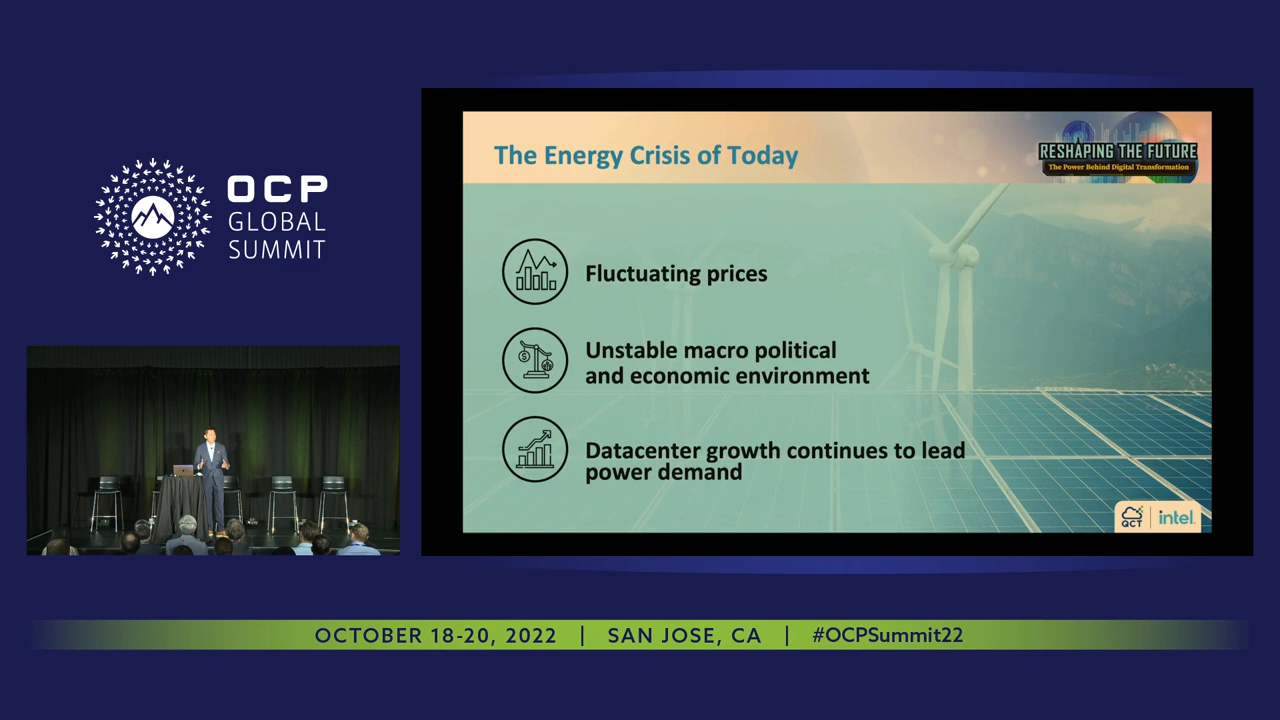 OCP
GLOBAL
SUMMIT
The Energy Crisis of Today
RESHAPING THE FUTURE
The Power Behind Digital Transformation
Fluctuating prices
Unstable macro political
and economic environment
Datacenter growth continues to lead
power demand
QCT
intel.
OCTOBER 18-20, 2022 | SAN JOSE, CA | #OCPSummit22